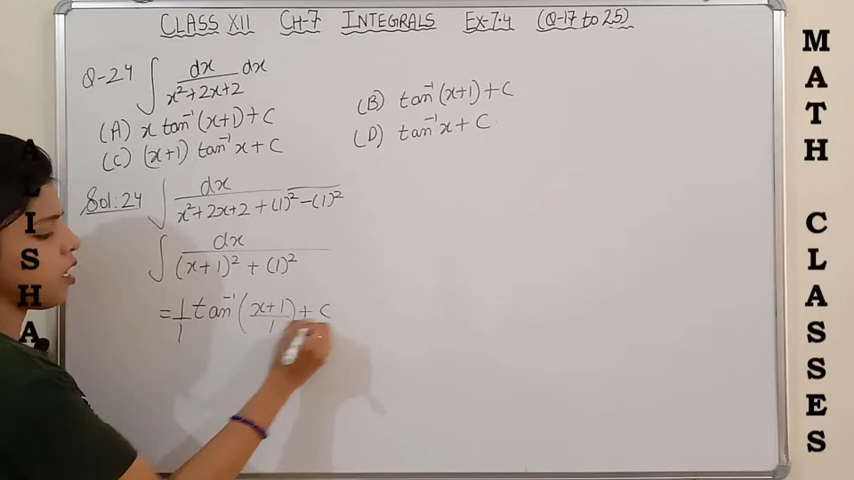 CLASS XII CH-7 INTEGRALS EX-7.4 (Q-17 to 25)
Q-24 ∫ dx/(x²+2x+2) dx
(A) x tan⁻¹(x+1)+C
(B) tan⁻¹(x+1)+C
(C) (x+1) tan⁻¹x+C
(D) tan⁻¹x+C
Sol:24 ∫ dx/(x²+2x+2+(1)²-(1)²)
∫ dx/((x+1)²+(1)²)
=1/1 tan⁻¹((x+1)/1)+C
ALISHA
MATH CLASSES